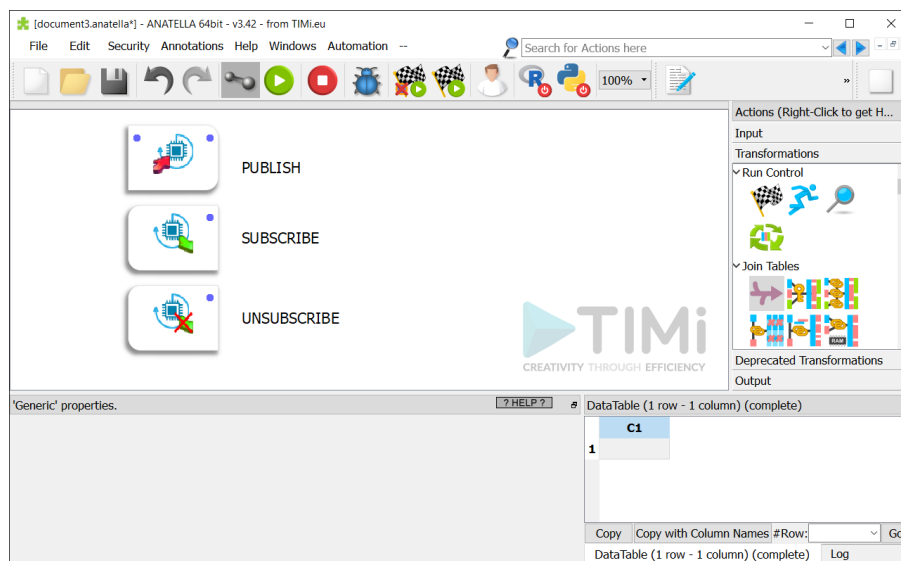 [document3.anatella*] - ANATELLA 64bit - v3.42 - from TIMi.eu
File Edit Security Annotations Help Windows Automation --
Search for Actions here
100%
»
Actions (Right-Click to get H...
Input
Transformations
Run Control
Join Tables
RAM
Deprecated Transformations
Output
PUBLISH
SUBSCRIBE
UNSUBSCRIBE
TIMi
CREATIVITY THROUGH EFFICIENCY
'Generic' properties.
? HELP ?
DataTable (1 row - 1 column) (complete)
C1
1
Copy Copy with Column Names #Row: Go
DataTable (1 row - 1 column) (complete) Log